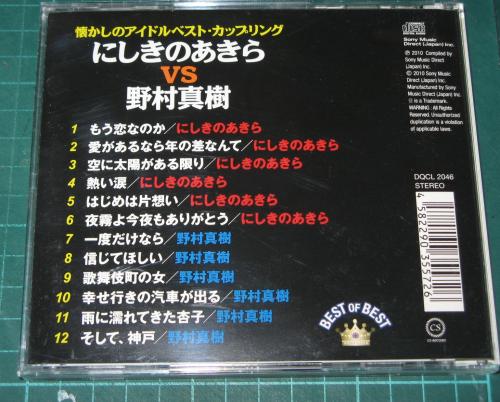 懐かしのアイドルベスト・カップリング
にしきのあきら
VS
野村真樹
1 もう恋なのか/にしきのあきら
2 愛があるなら年の差なんて/にしきのあきら
3 空に太陽がある限り/にしきのあきら
4 熱い涙/にしきのあきら
5 はじめは片想い/にしきのあきら
6 夜霧よ今夜もありがとう/にしきのあきら
7 一度だけなら/野村真樹
8 信じてほしい/野村真樹
9 歌舞伎町の女/野村真樹
10 幸せ行きの汽車が出る/野村真樹
11 雨に濡れてきた杏子/野村真樹
12 そして、神戸/野村真樹
Sony Music
Direct (Japan) Inc.
℗ 2010 Compiled by
Sony Music Direct
(Japan) Inc.
© 2010 Sony Music
Direct (Japan) Inc.
Manufactured by Sony
Music Direct (Japan) Inc.
is a Trademark.
WARNING: All Rights
Reserved. Unauthorized
duplication is a violation
of applicable laws.
DQCL 2046
STEREO
4 582290 355726
BEST OF BEST
CS